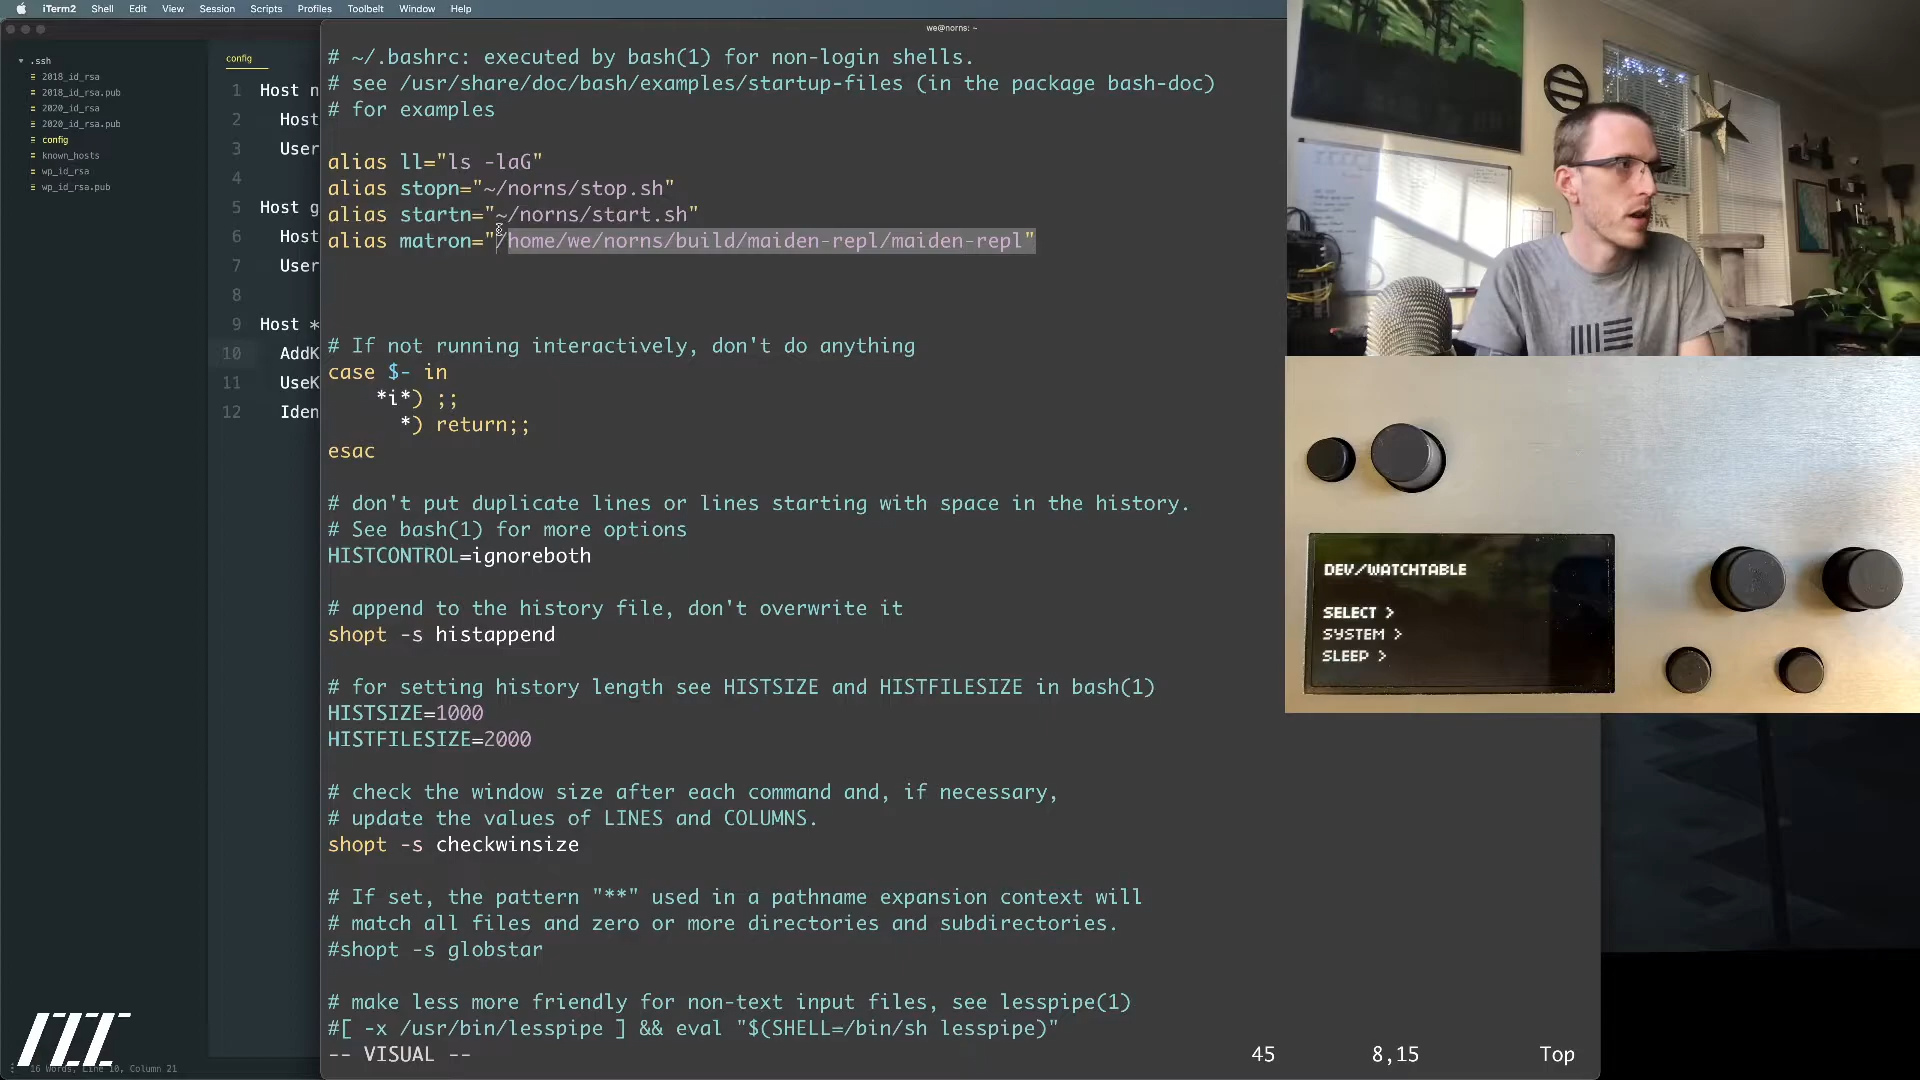 iTerm2 Shell Edit View Session Scripts Profiles Toolbelt Window Help
we@norns: ~
.ssh
2018_id_rsa
2018_id_rsa.pub
2020_id_rsa
2020_id_rsa.pub
config
known_hosts
wp_id_rsa
wp_id_rsa.pub
config
1 Host n
2 Host
3 User
4
5 Host g
6 Host
7 User
8
9 Host *
10 AddK
11 UseK
12 Iden
# ~/.bashrc: executed by bash(1) for non-login shells.
# see /usr/share/doc/bash/examples/startup-files (in the package bash-doc)
# for examples
alias ll="ls -laG"
alias stopn="~/norns/stop.sh"
alias startn="~/norns/start.sh"
alias matron="/home/we/norns/build/maiden-repl/maiden-repl"
# If not running interactively, don't do anything
case $- in
*i*) ;;
*) return;;
esac
# don't put duplicate lines or lines starting with space in the history.
# See bash(1) for more options
HISTCONTROL=ignoreboth
# append to the history file, don't overwrite it
shopt -s histappend
# for setting history length see HISTSIZE and HISTFILESIZE in bash(1)
HISTSIZE=1000
HISTFILESIZE=2000
# check the window size after each command and, if necessary,
# update the values of LINES and COLUMNS.
shopt -s checkwinsize
# If set, the pattern "**" used in a pathname expansion context will
# match all files and zero or more directories and subdirectories.
#shopt -s globstar
# make less more friendly for non-text input files, see lesspipe(1)
#[ -x /usr/bin/lesspipe ] && eval "$(SHELL=/bin/sh lesspipe)"
-- VISUAL -- 45 8,15 Top
16 Words, Line 10, Column 21
DEV/WATCHTABLE
SELECT >
SYSTEM >
SLEEP >